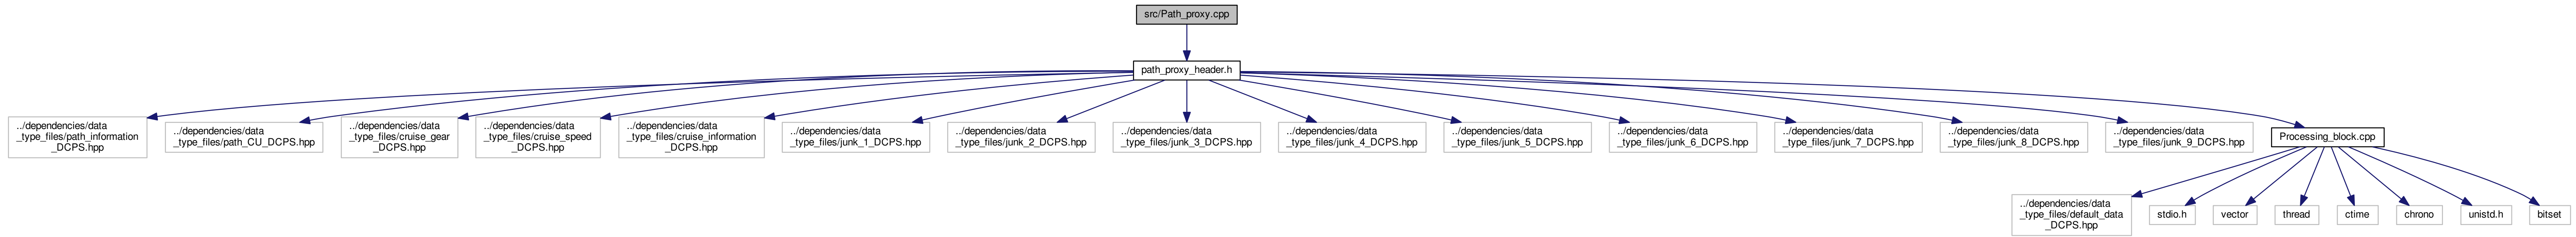 src/Path_proxy.cpp
path_proxy_header.h
../dependencies/data
_type_files/path_information
_DCPS.hpp
../dependencies/data
_type_files/path_CU_DCPS.hpp
../dependencies/data
_type_files/cruise_gear
_DCPS.hpp
../dependencies/data
_type_files/cruise_speed
_DCPS.hpp
../dependencies/data
_type_files/cruise_information
_DCPS.hpp
../dependencies/data
_type_files/junk_1_DCPS.hpp
../dependencies/data
_type_files/junk_2_DCPS.hpp
../dependencies/data
_type_files/junk_3_DCPS.hpp
../dependencies/data
_type_files/junk_4_DCPS.hpp
../dependencies/data
_type_files/junk_5_DCPS.hpp
../dependencies/data
_type_files/junk_6_DCPS.hpp
../dependencies/data
_type_files/junk_7_DCPS.hpp
../dependencies/data
_type_files/junk_8_DCPS.hpp
../dependencies/data
_type_files/junk_9_DCPS.hpp
Processing_block.cpp
../dependencies/data
_type_files/default_data
_DCPS.hpp
stdio.h
vector
thread
ctime
chrono
unistd.h
bitset